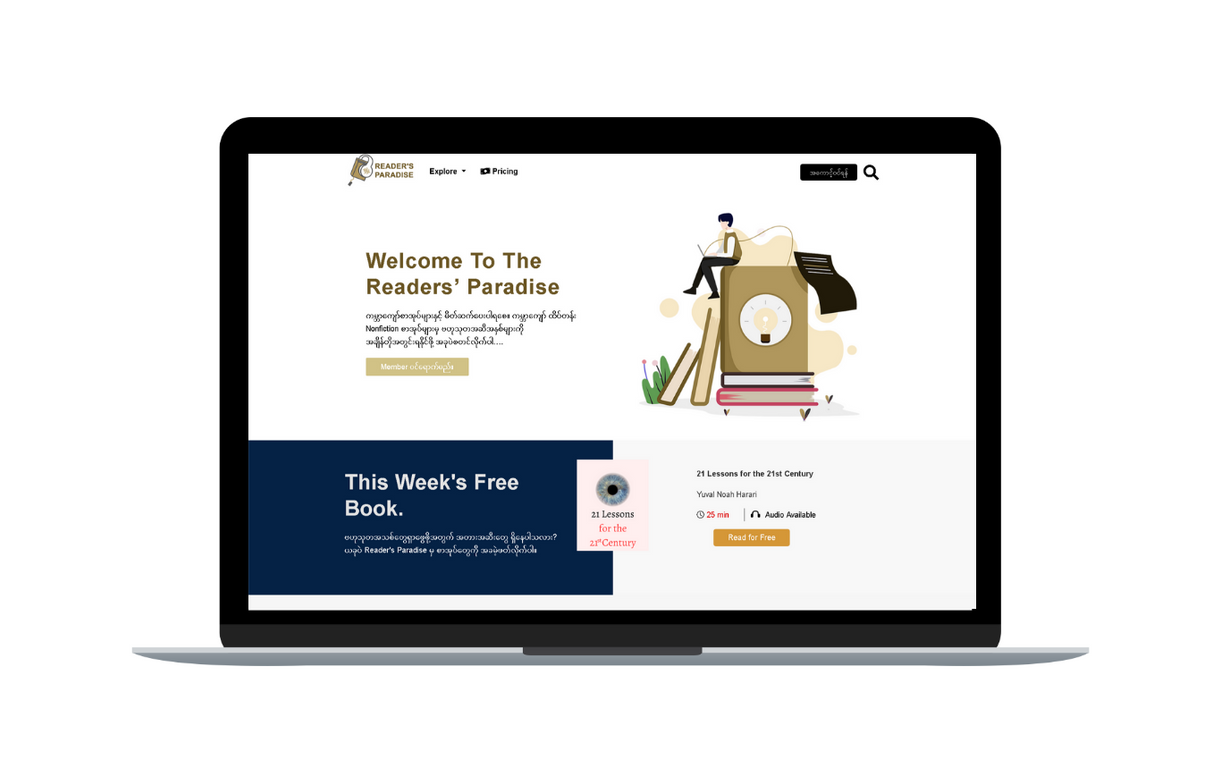 READER'S
PARADISE
Explore
Pricing
အကောင့်ဝင်ရန်
Welcome To The
Readers’ Paradise
ကမ္ဘာကျော်စာအုပ်များနှင့် မိတ်ဆက်ပေးပါရစေ။ ကမ္ဘာကျော် ထိပ်တန်း
Nonfiction စာအုပ်များမှ ဗဟုသုတအဆီအနှစ်များကို
အချိန်တိုအတွင်းရနိုင်ဖို့ အခုပဲစတင်လိုက်ပါ....
Member ဝင်ရောက်မည်။
This Week's Free
Book.
ဗဟုသုတအသစ်တွေရှာဖွေဖို့အတွက် အတားအဆီးတွေ ရှိနေပါသလား?
ယခုပဲ Reader's Paradise မှ စာအုပ်တွေကို အခမဲ့ဖတ်လိုက်ပါ။
21 Lessons
for the
21stCentury
21 Lessons for the 21st Century
Yuval Noah Harari
25 min
Audio Available
Read for Free